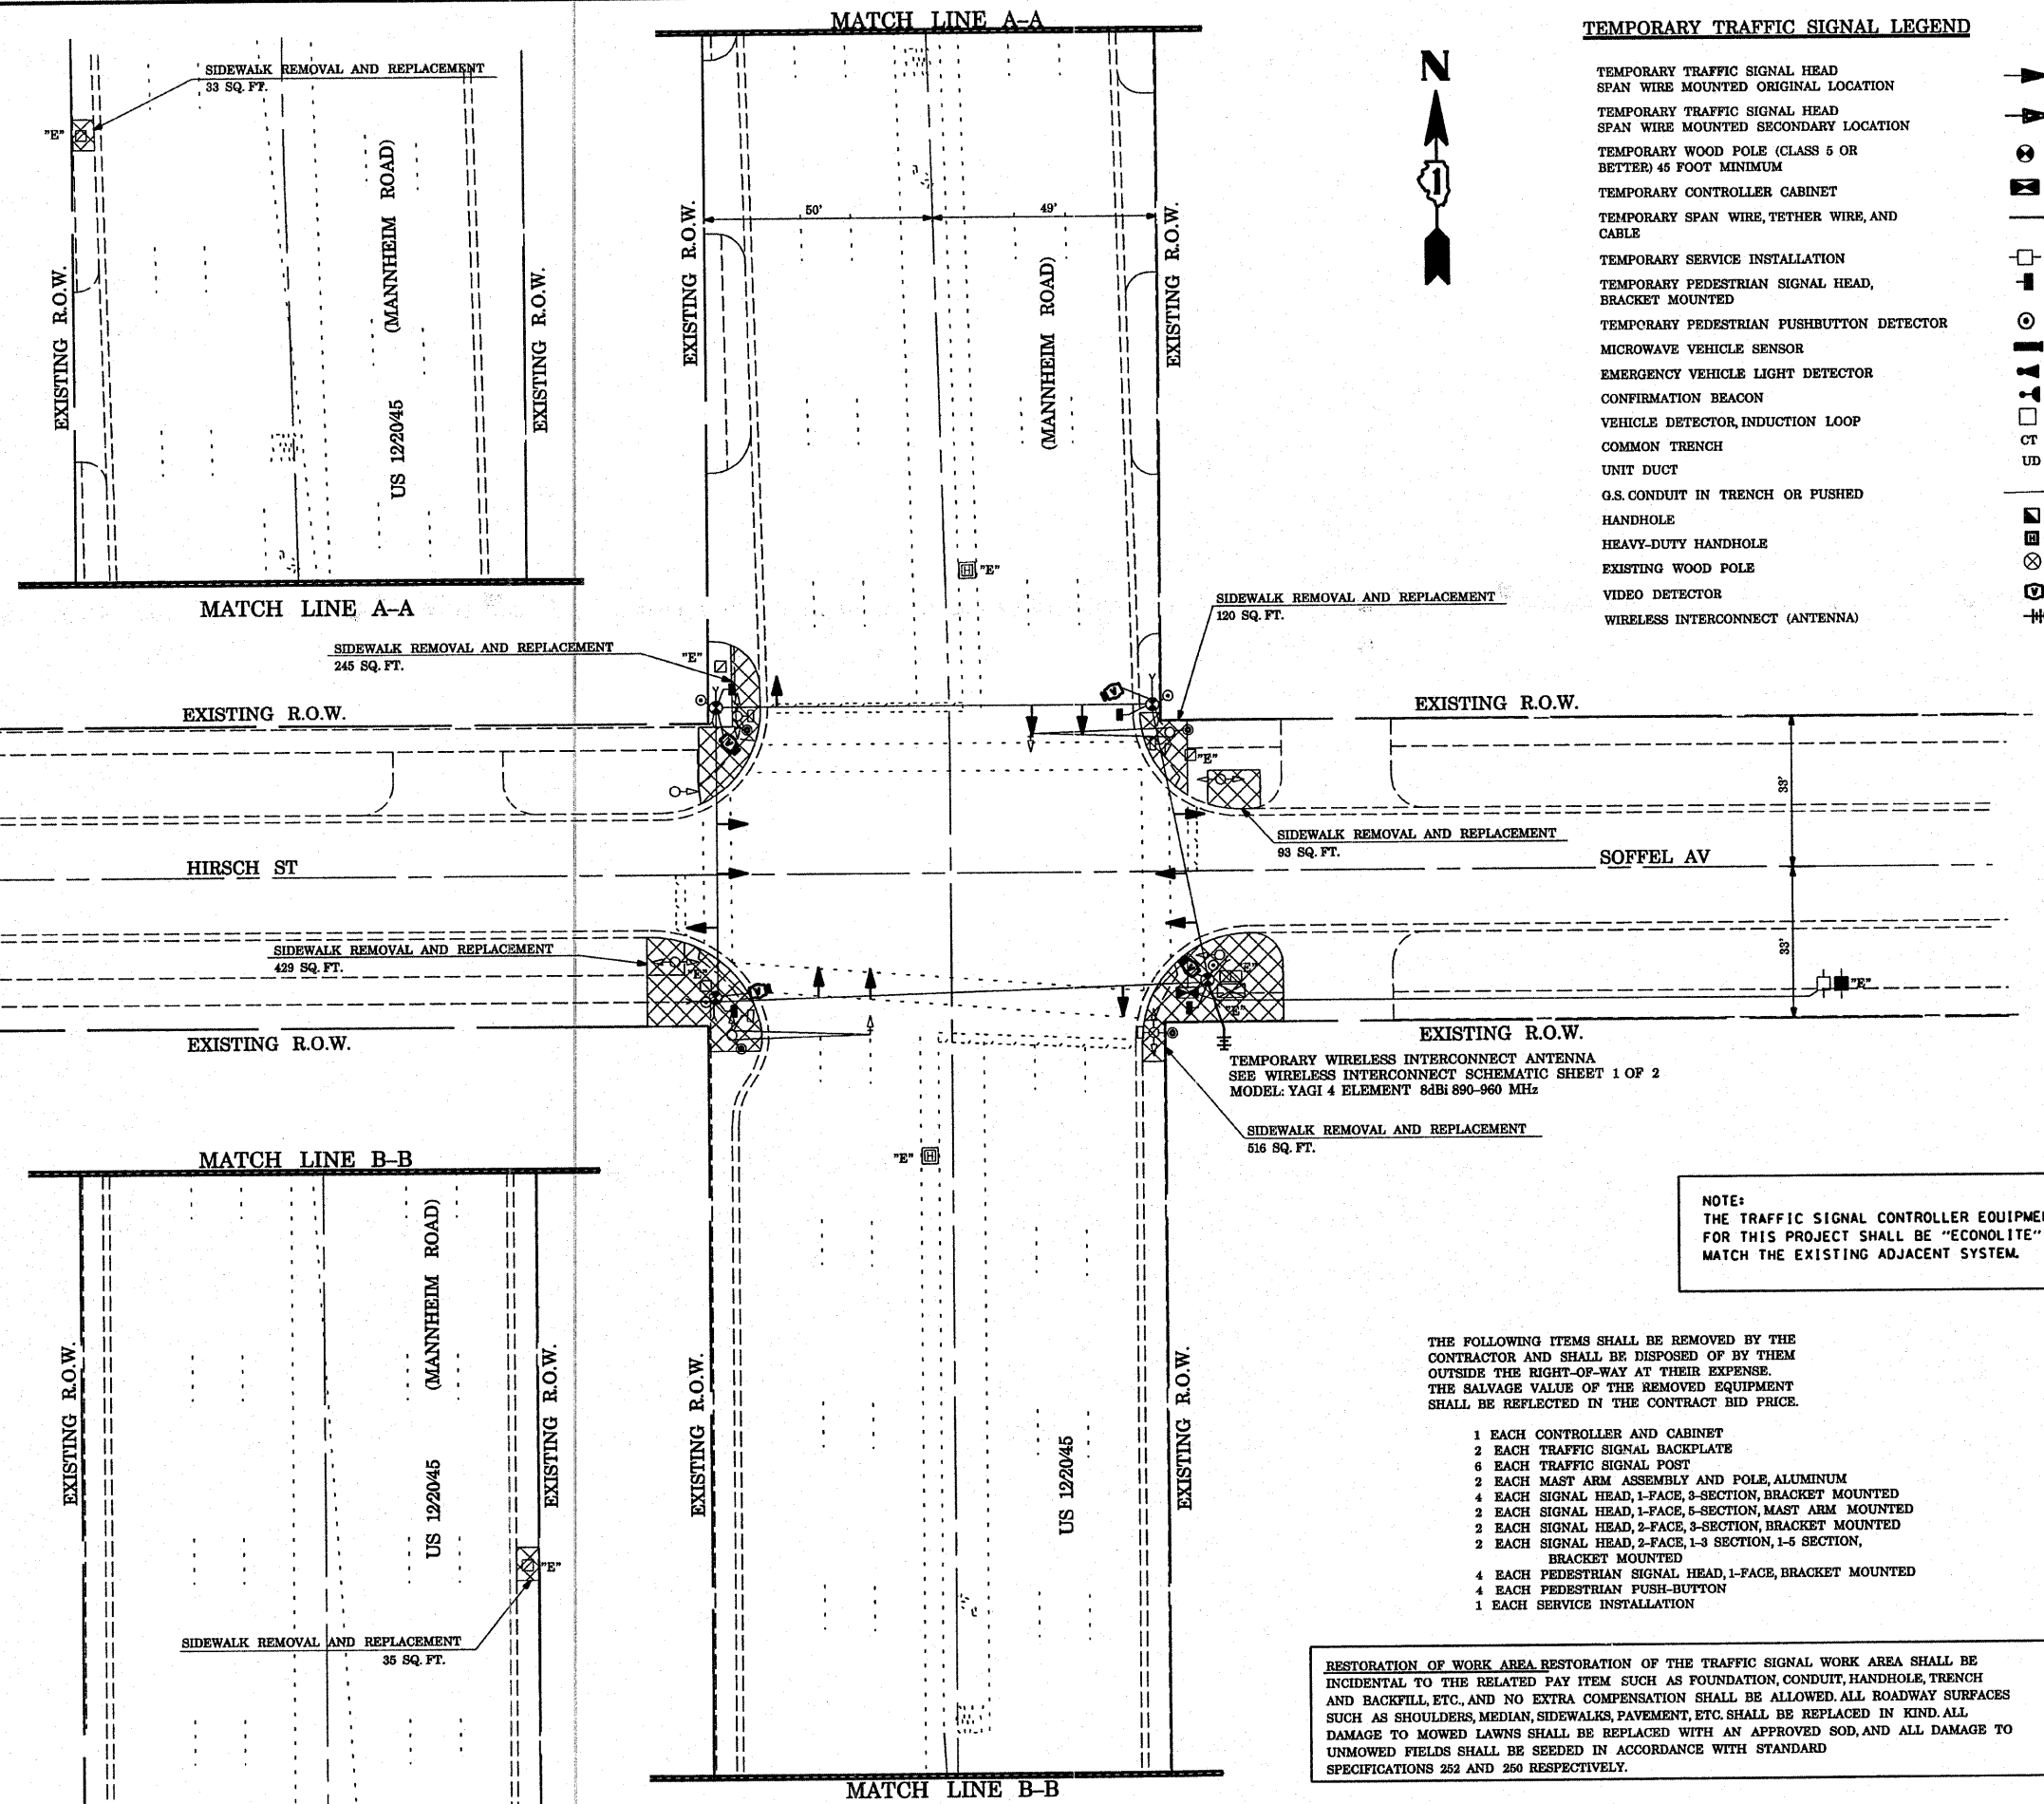 MATCH LINE A-A
TEMPORARY TRAFFIC SIGNAL LEGEND
SIDEWALK REMOVAL AND REPLACEMENT
33 SQ. FT.
"E"
EXISTING R.O.W.
US 12/20/45 (MANNHEIM ROAD)
EXISTING R.O.W.
MATCH LINE A-A
N
1
TEMPORARY TRAFFIC SIGNAL HEAD
SPAN WIRE MOUNTED ORIGINAL LOCATION
TEMPORARY TRAFFIC SIGNAL HEAD
SPAN WIRE MOUNTED SECONDARY LOCATION
TEMPORARY WOOD POLE (CLASS 5 OR
BETTER) 45 FOOT MINIMUM
TEMPORARY CONTROLLER CABINET
TEMPORARY SPAN WIRE, TETHER WIRE, AND
CABLE
TEMPORARY SERVICE INSTALLATION
TEMPORARY PEDESTRIAN SIGNAL HEAD,
BRACKET MOUNTED
TEMPORARY PEDESTRIAN PUSHBUTTON DETECTOR
MICROWAVE VEHICLE SENSOR
EMERGENCY VEHICLE LIGHT DETECTOR
CONFIRMATION BEACON
VEHICLE DETECTOR, INDUCTION LOOP
COMMON TRENCH CT
UNIT DUCT UD
G.S. CONDUIT IN TRENCH OR PUSHED
HANDHOLE
HEAVY-DUTY HANDHOLE H
EXISTING WOOD POLE
VIDEO DETECTOR V
WIRELESS INTERCONNECT (ANTENNA)
50' 49'
EXISTING R.O.W.
(MANNHEIM ROAD)
EXISTING R.O.W.
H "E"
SIDEWALK REMOVAL AND REPLACEMENT
120 SQ. FT.
SIDEWALK REMOVAL AND REPLACEMENT
245 SQ. FT.
"E"
V
V
EXISTING R.O.W.
EXISTING R.O.W.
"E"
33'
SIDEWALK REMOVAL AND REPLACEMENT
93 SQ. FT.
HIRSCH ST
SOFFEL AV
33'
SIDEWALK REMOVAL AND REPLACEMENT
429 SQ. FT.
"E"
V
V
"E"
"E"
"E"
EXISTING R.O.W.
EXISTING R.O.W.
TEMPORARY WIRELESS INTERCONNECT ANTENNA
SEE WIRELESS INTERCONNECT SCHEMATIC SHEET 1 OF 2
MODEL: YAGI 4 ELEMENT 8dBi 890-960 MHz
SIDEWALK REMOVAL AND REPLACEMENT
516 SQ. FT.
"E" H
MATCH LINE B-B
EXISTING R.O.W.
US 12/20/45 (MANNHEIM ROAD)
EXISTING R.O.W.
"E"
SIDEWALK REMOVAL AND REPLACEMENT
35 SQ. FT.
EXISTING R.O.W.
US 12/20/45
EXISTING R.O.W.
MATCH LINE B-B
NOTE:
THE TRAFFIC SIGNAL CONTROLLER EQUIPME
FOR THIS PROJECT SHALL BE "ECONOLITE"
MATCH THE EXISTING ADJACENT SYSTEM.
THE FOLLOWING ITEMS SHALL BE REMOVED BY THE
CONTRACTOR AND SHALL BE DISPOSED OF BY THEM
OUTSIDE THE RIGHT-OF-WAY AT THEIR EXPENSE.
THE SALVAGE VALUE OF THE REMOVED EQUIPMENT
SHALL BE REFLECTED IN THE CONTRACT BID PRICE.
1 EACH CONTROLLER AND CABINET
2 EACH TRAFFIC SIGNAL BACKPLATE
6 EACH TRAFFIC SIGNAL POST
2 EACH MAST ARM ASSEMBLY AND POLE, ALUMINUM
4 EACH SIGNAL HEAD, 1-FACE, 3-SECTION, BRACKET MOUNTED
2 EACH SIGNAL HEAD, 1-FACE, 5-SECTION, MAST ARM MOUNTED
2 EACH SIGNAL HEAD, 2-FACE, 3-SECTION, BRACKET MOUNTED
2 EACH SIGNAL HEAD, 2-FACE, 1-3 SECTION, 1-5 SECTION,
BRACKET MOUNTED
4 EACH PEDESTRIAN SIGNAL HEAD, 1-FACE, BRACKET MOUNTED
4 EACH PEDESTRIAN PUSH-BUTTON
1 EACH SERVICE INSTALLATION
RESTORATION OF WORK AREA. RESTORATION OF THE TRAFFIC SIGNAL WORK AREA SHALL BE
INCIDENTAL TO THE RELATED PAY ITEM SUCH AS FOUNDATION, CONDUIT, HANDHOLE, TRENCH
AND BACKFILL, ETC., AND NO EXTRA COMPENSATION SHALL BE ALLOWED. ALL ROADWAY SURFACES
SUCH AS SHOULDERS, MEDIAN, SIDEWALKS, PAVEMENT, ETC. SHALL BE REPLACED IN KIND. ALL
DAMAGE TO MOWED LAWNS SHALL BE REPLACED WITH AN APPROVED SOD, AND ALL DAMAGE TO
UNMOWED FIELDS SHALL BE SEEDED IN ACCORDANCE WITH STANDARD
SPECIFICATIONS 252 AND 250 RESPECTIVELY.